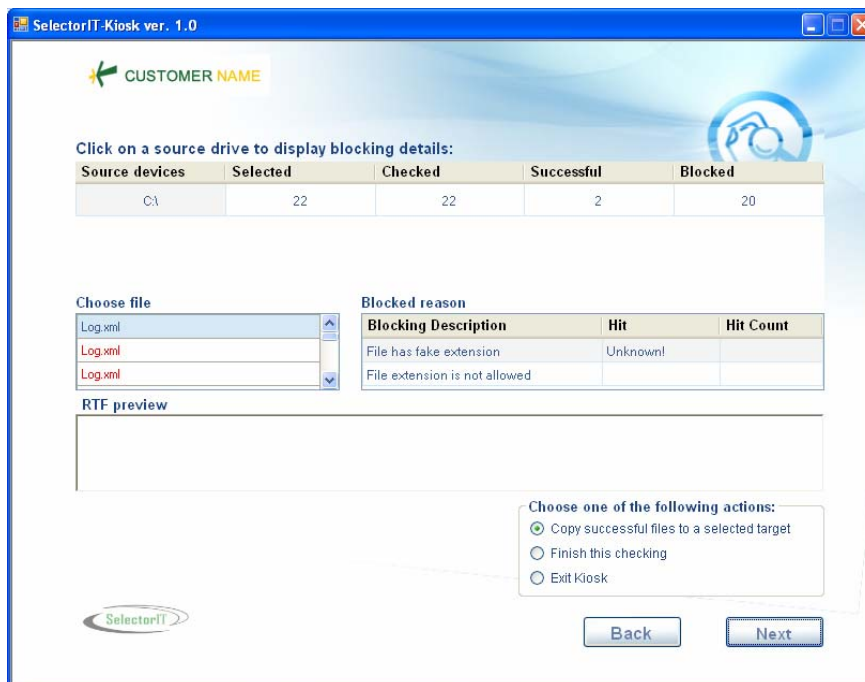 SelectorIT-Kiosk ver. 1.0
CUSTOMER NAME
Click on a source drive to display blocking details:
Source devices Selected Checked Successful Blocked
C:\ 22 22 2 20
Choose file
Blocked reason
Log.xml
Log.xml
Log.xml
Blocking Description Hit Hit Count
File has fake extension Unknown!
File extension is not allowed
RTF preview
Choose one of the following actions:
Copy successful files to a selected target
Finish this checking
Exit Kiosk
SelectorIT
Back Next